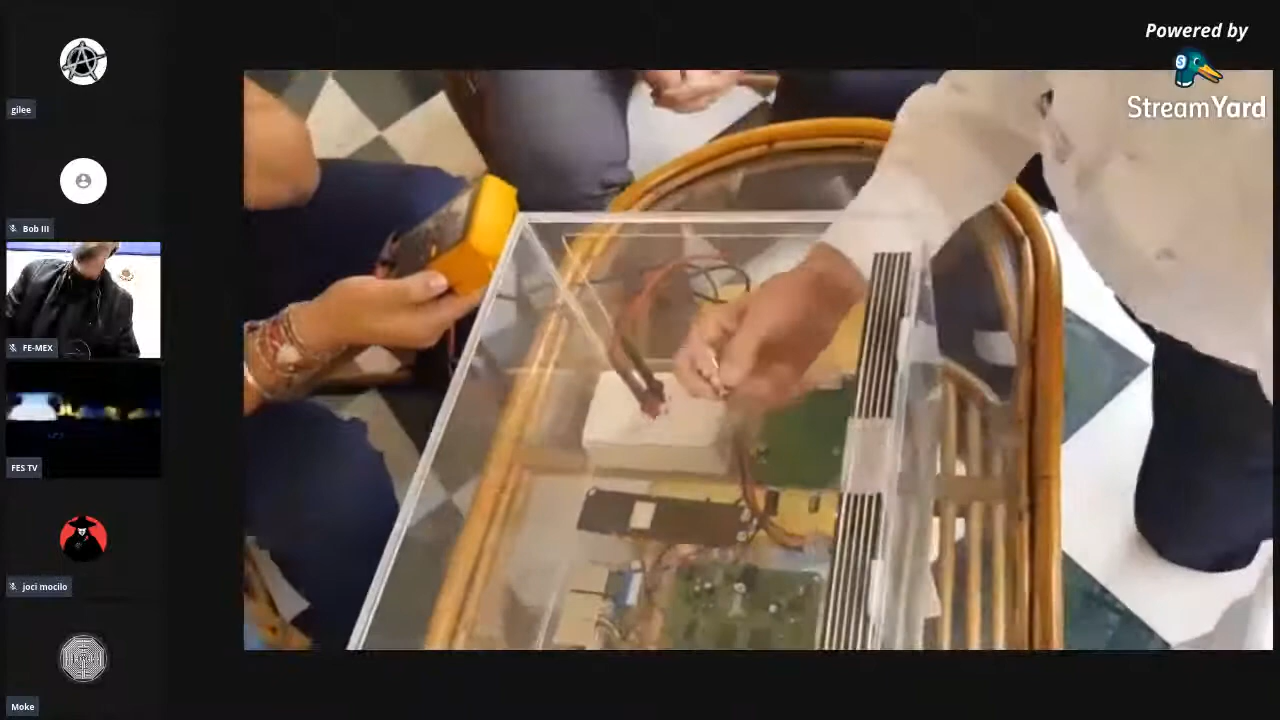 gilee
Bob III
FE-MEX
FES TV
joci mocilo
Moke
Powered by
S
StreamYard